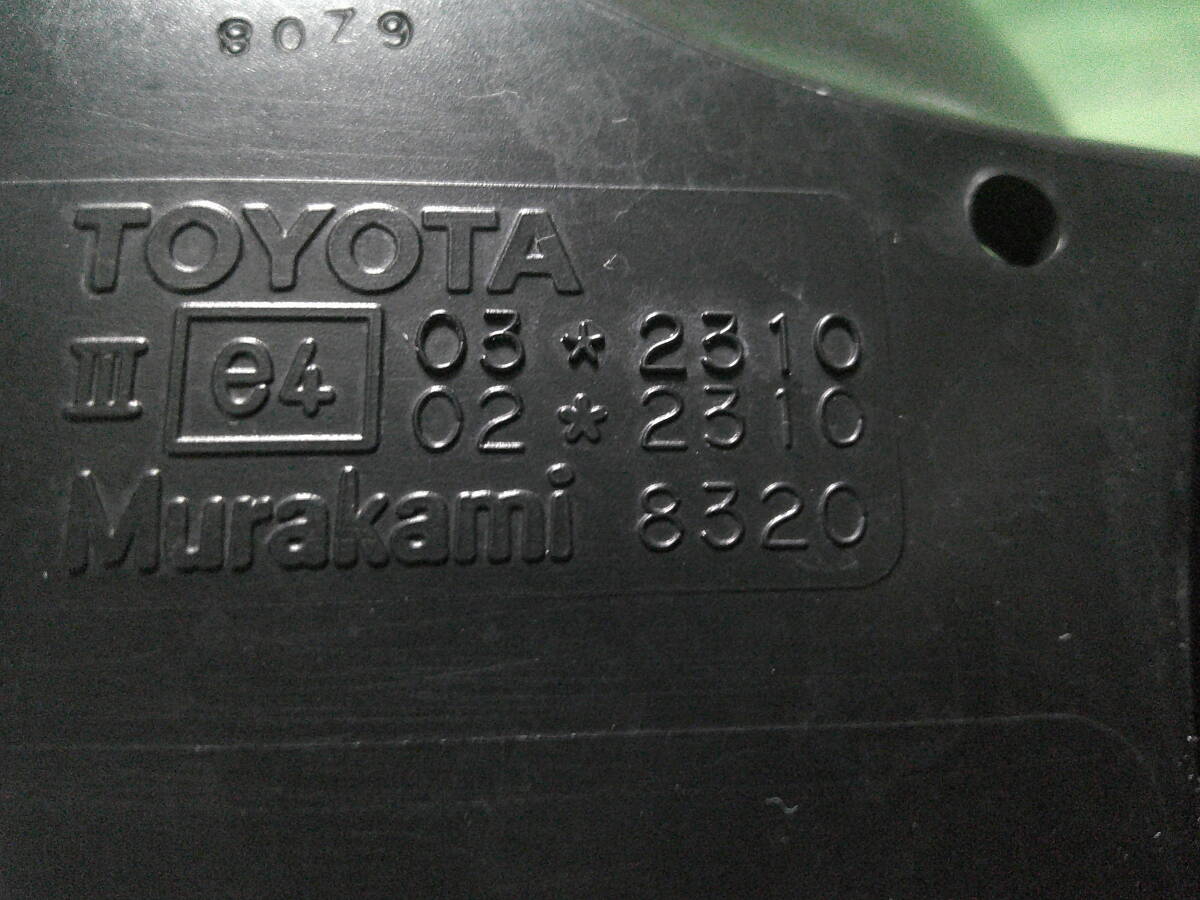 8079
TOYOTA
III e4 03*2310
02*2310
Murakami 8320